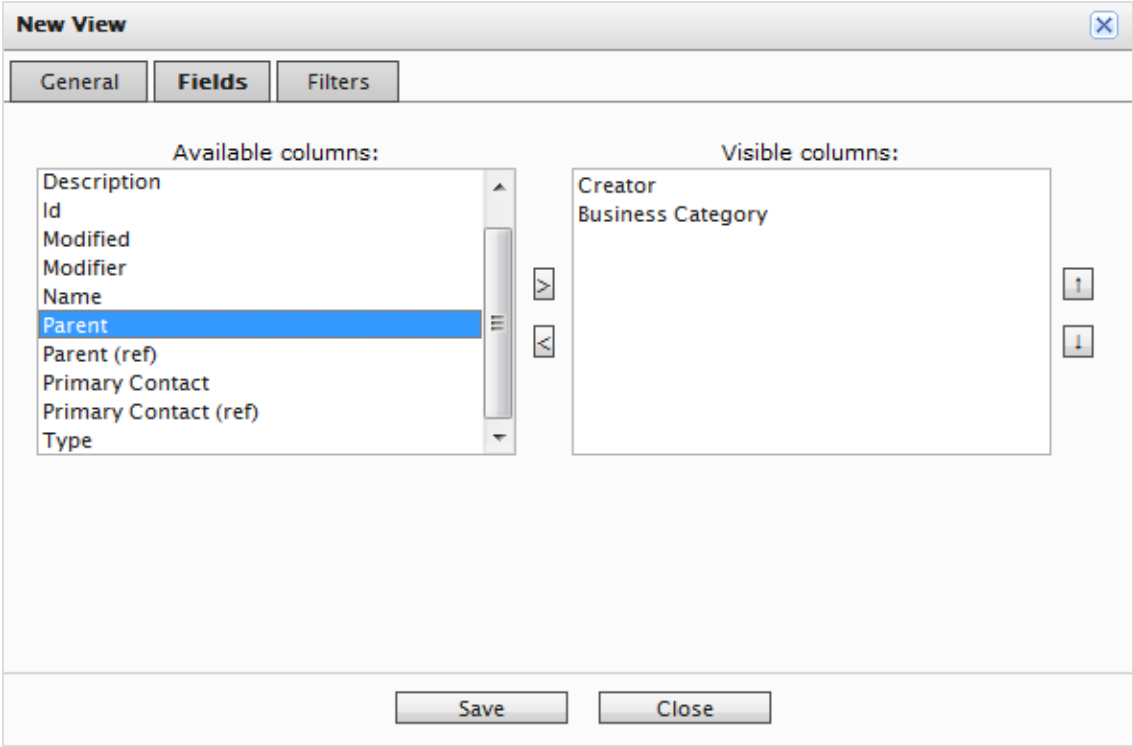 New View
General Fields Filters
Available columns:
Description
Id
Modified
Modifier
Name
Parent
Parent (ref)
Primary Contact
Primary Contact (ref)
Type
>
<
Visible columns:
Creator
Business Category
↑
↓
Save Close